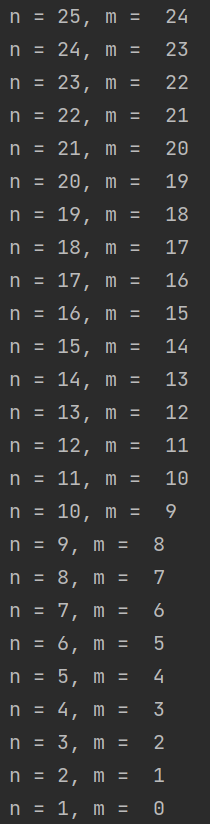 n = 25, m =  24
n = 24, m =  23
n = 23, m =  22
n = 22, m =  21
n = 21, m =  20
n = 20, m =  19
n = 19, m =  18
n = 18, m =  17
n = 17, m =  16
n = 16, m =  15
n = 15, m =  14
n = 14, m =  13
n = 13, m =  12
n = 12, m =  11
n = 11, m =  10
n = 10, m =  9
n = 9, m =  8
n = 8, m =  7
n = 7, m =  6
n = 6, m =  5
n = 5, m =  4
n = 4, m =  3
n = 3, m =  2
n = 2, m =  1
n = 1, m =  0